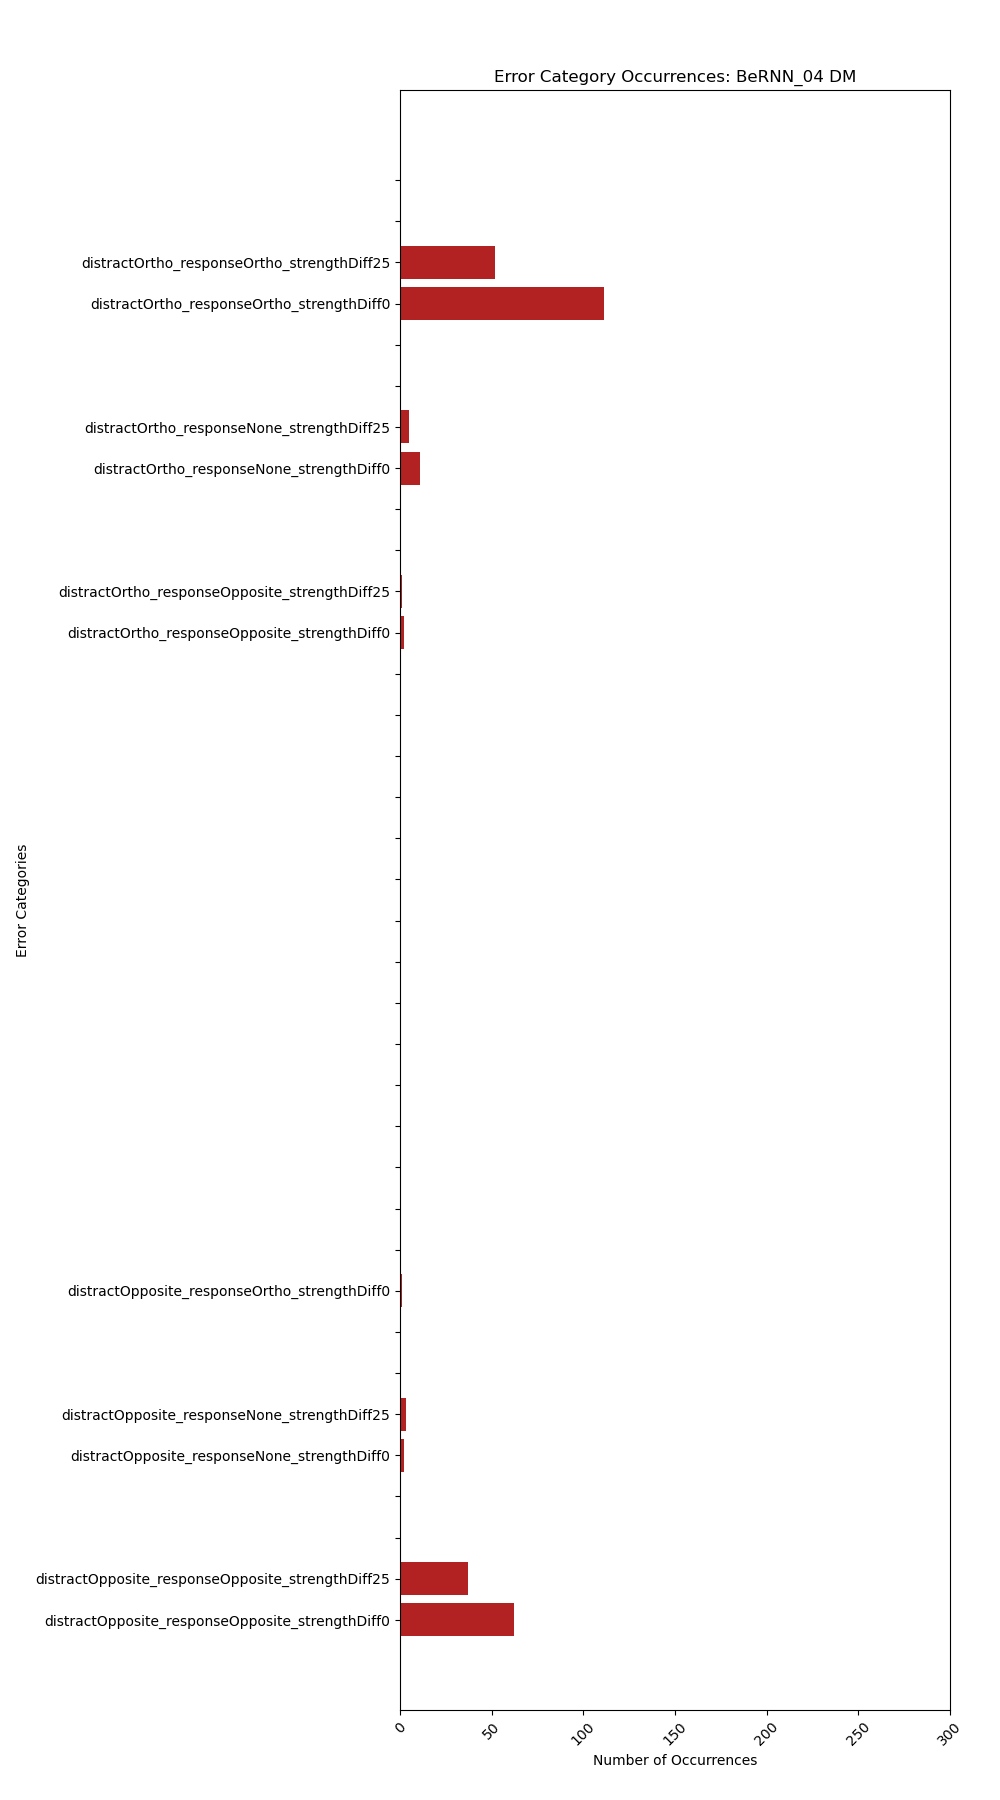 Error Category Occurrences: BeRNN_04 DM
distractOrtho_responseOrtho_strengthDiff25
distractOrtho_responseOrtho_strengthDiff0
distractOrtho_responseNone_strengthDiff25
distractOrtho_responseNone_strengthDiff0
distractOrtho_responseOpposite_strengthDiff25
distractOrtho_responseOpposite_strengthDiff0
Error Categories
distractOpposite_responseOrtho_strengthDiff0
distractOpposite_responseNone_strengthDiff25
distractOpposite_responseNone_strengthDiff0
distractOpposite_responseOpposite_strengthDiff25
distractOpposite_responseOpposite_strengthDiff0
0 50 100 150 200 250 300
Number of Occurrences